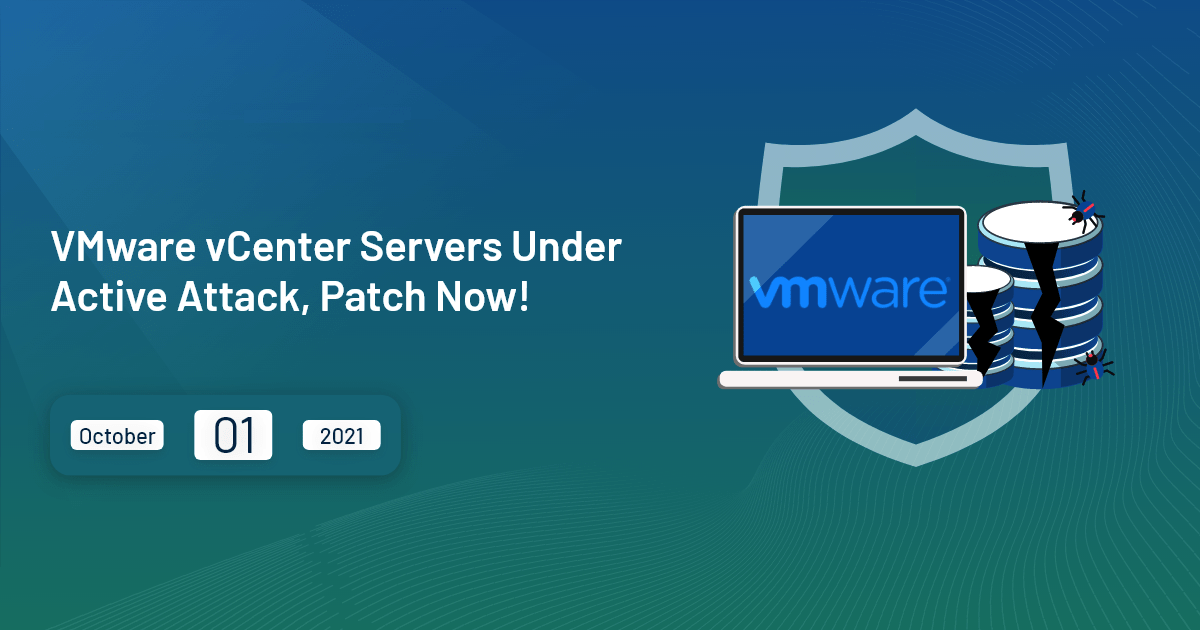 VMware vCenter Servers Under
Active Attack, Patch Now!
October 01 2021
vmware®